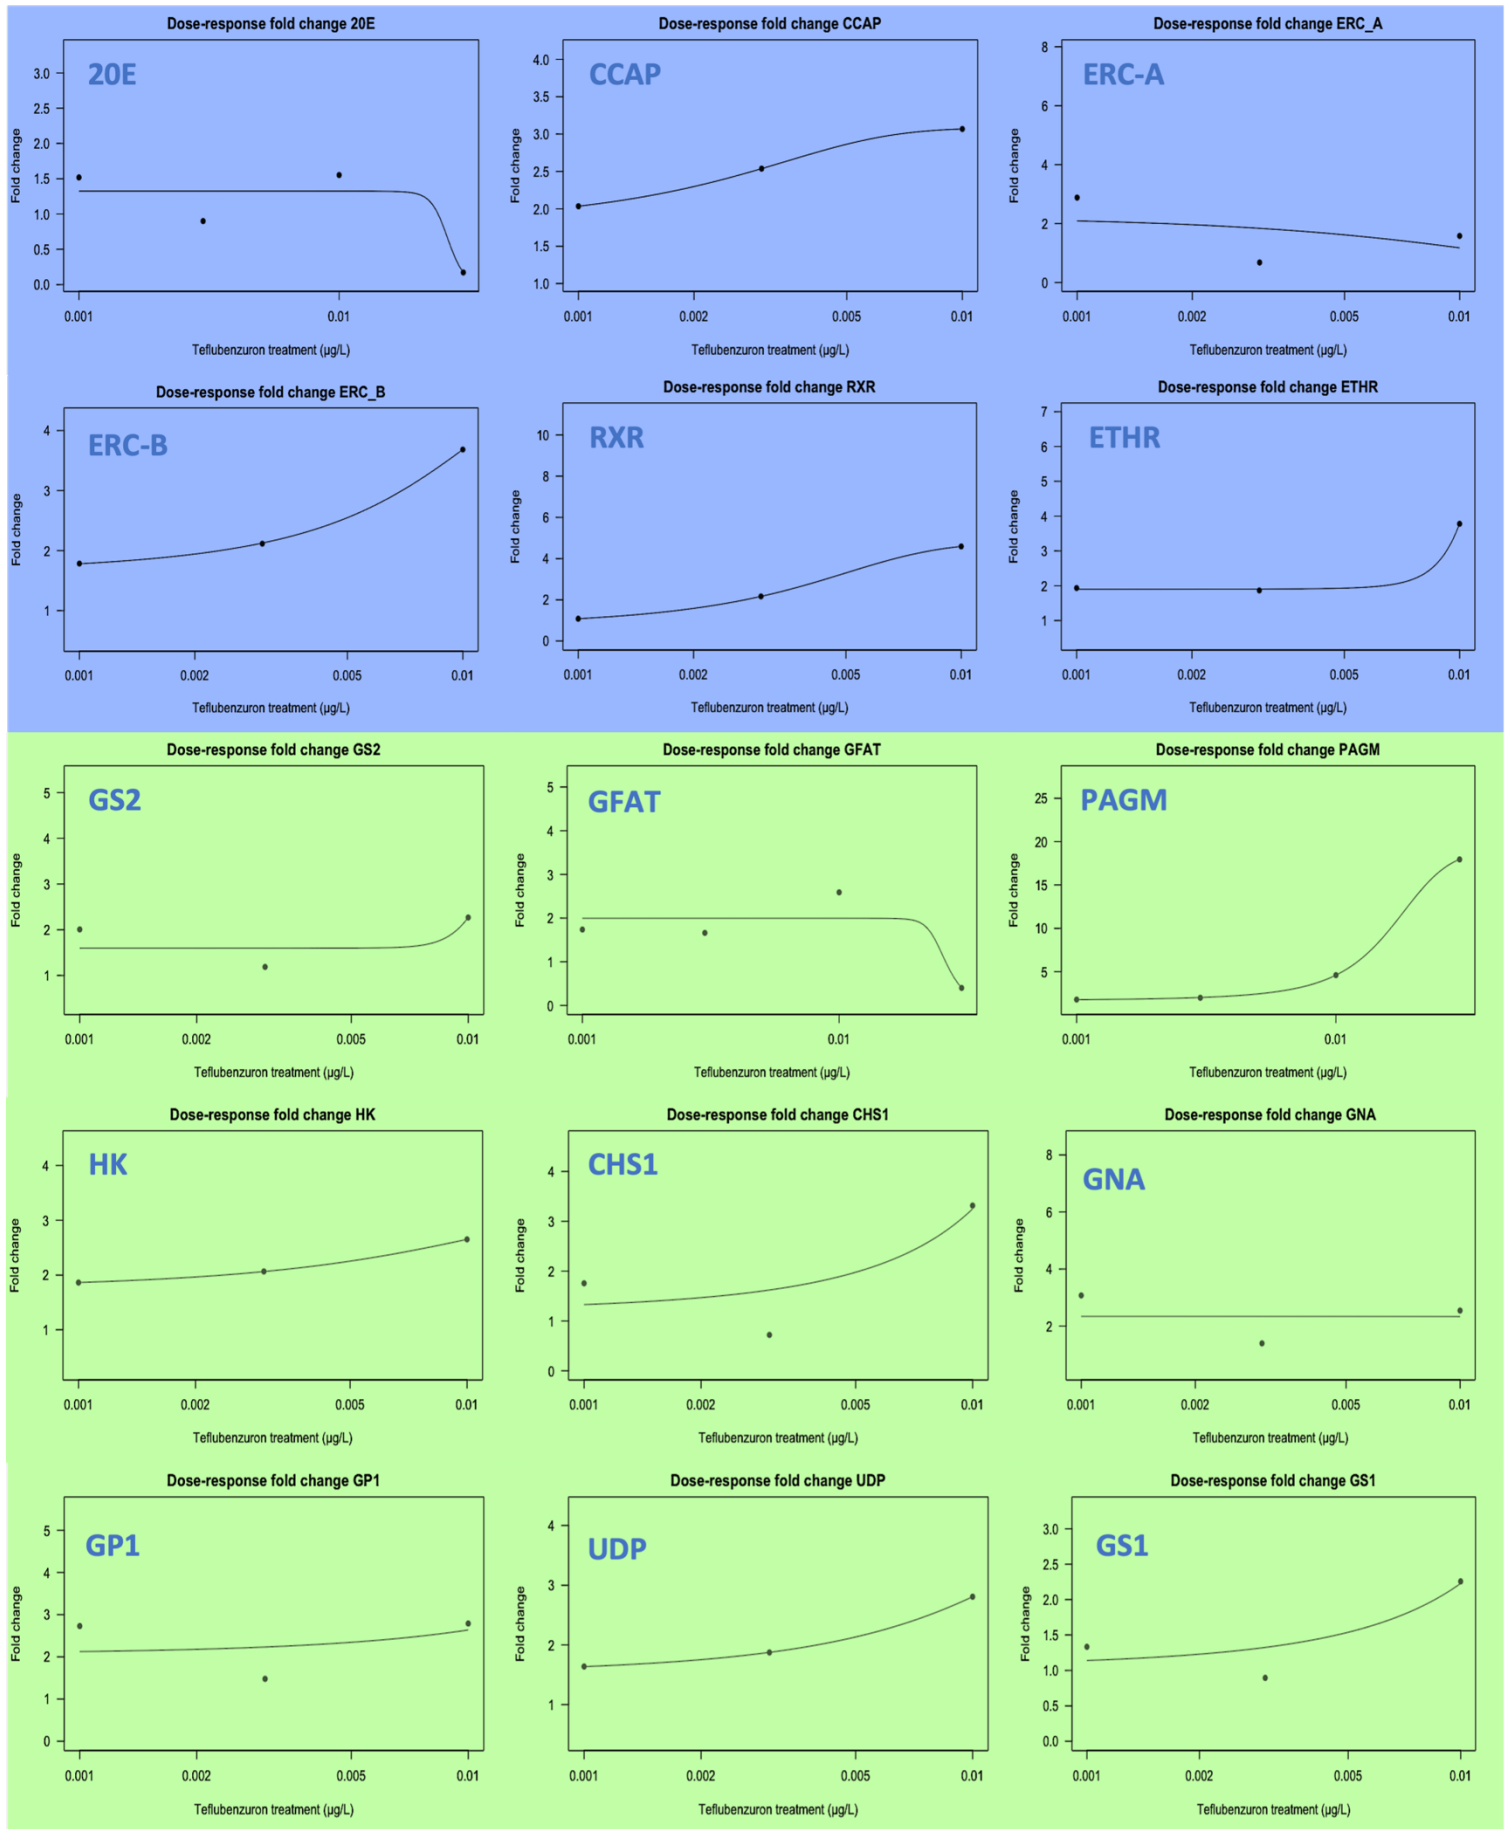 Dose-response fold change 20E
20E
Fold change
3.0
2.5
2.0
1.5
1.0
0.5
0.0
0.001
0.01
Teflubenzuron treatment (µg/L)
Dose-response fold change CCAP
CCAP
Fold change
4.0
3.5
3.0
2.5
2.0
1.5
1.0
0.001
0.002
0.005
0.01
Teflubenzuron treatment (µg/L)
Dose-response fold change ERC_A
ERC-A
Fold change
8
6
4
2
0
0.001
0.002
0.005
0.01
Teflubenzuron treatment (µg/L)
Dose-response fold change ERC_B
ERC-B
Fold change
4
3
2
1
0.001
0.002
0.005
0.01
Teflubenzuron treatment (µg/L)
Dose-response fold change RXR
RXR
Fold change
10
8
6
4
2
0
0.001
0.002
0.005
0.01
Teflubenzuron treatment (µg/L)
Dose-response fold change ETHR
ETHR
Fold change
7
6
5
4
3
2
1
0.001
0.002
0.005
0.01
Teflubenzuron treatment (µg/L)
Dose-response fold change GS2
GS2
Fold change
5
4
3
2
1
0.001
0.002
0.005
0.01
Teflubenzuron treatment (µg/L)
Dose-response fold change GFAT
GFAT
Fold change
5
4
3
2
1
0
0.001
0.01
Teflubenzuron treatment (µg/L)
Dose-response fold change PAGM
PAGM
Fold change
25
20
15
10
5
0.001
0.01
Teflubenzuron treatment (µg/L)
Dose-response fold change HK
HK
Fold change
4
3
2
1
0.001
0.002
0.005
0.01
Teflubenzuron treatment (µg/L)
Dose-response fold change CHS1
CHS1
Fold change
4
3
2
1
0
0.001
0.002
0.005
0.01
Teflubenzuron treatment (µg/L)
Dose-response fold change GNA
GNA
Fold change
8
6
4
2
0.001
0.002
0.005
0.01
Teflubenzuron treatment (µg/L)
Dose-response fold change GP1
GP1
Fold change
5
4
3
2
1
0
0.001
0.002
0.005
0.01
Teflubenzuron treatment (µg/L)
Dose-response fold change UDP
UDP
Fold change
4
3
2
1
0.001
0.002
0.005
0.01
Teflubenzuron treatment (µg/L)
Dose-response fold change GS1
GS1
Fold change
3.0
2.5
2.0
1.5
1.0
0.5
0.0
0.001
0.002
0.005
0.01
Teflubenzuron treatment (µg/L)